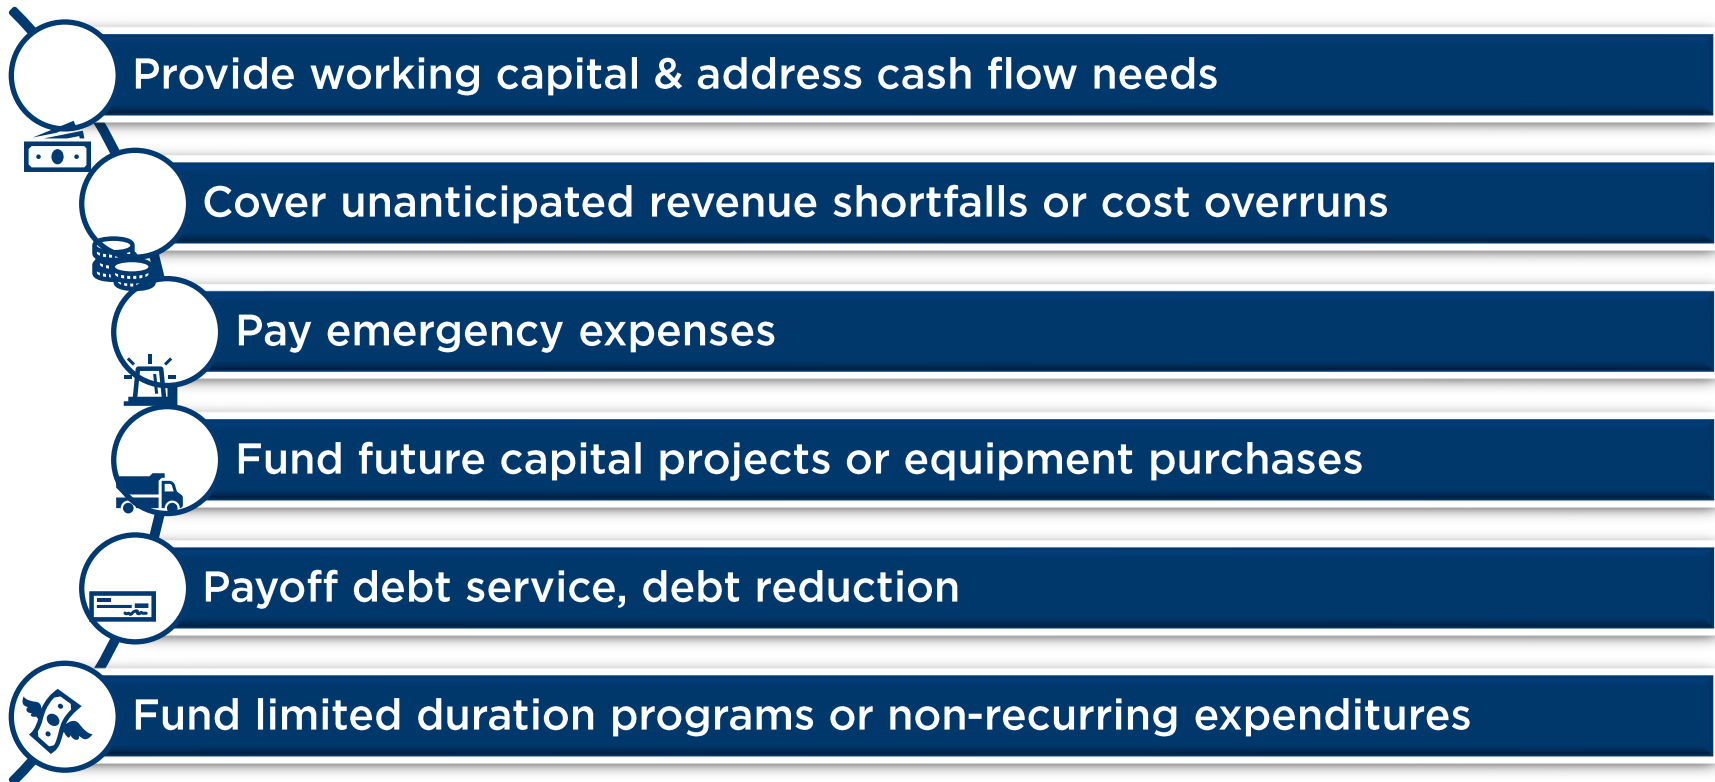 Provide working capital & address cash flow needs
Cover unanticipated revenue shortfalls or cost overruns
Pay emergency expenses
Fund future capital projects or equipment purchases
Payoff debt service, debt reduction
Fund limited duration programs or non-recurring expenditures